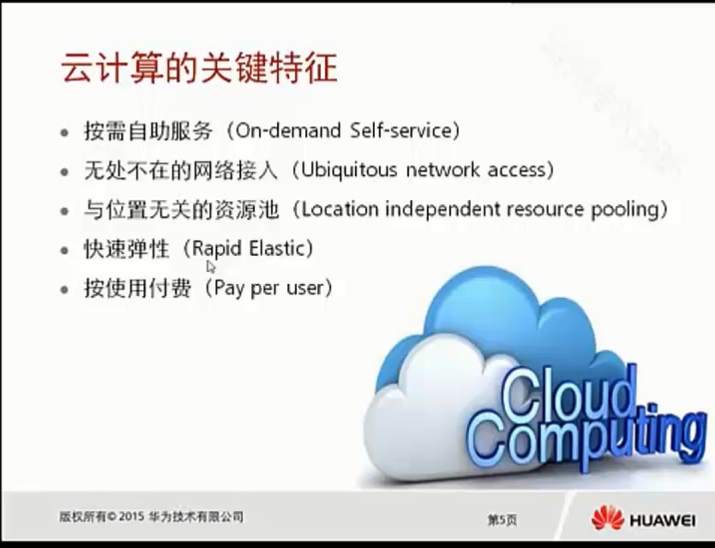 云计算的关键特征
按需自助服务（On-demand Self-service）
无处不在的网络接入（Ubiquitous network access）
与位置无关的资源池（Location independent resource pooling）
快速弹性（Rapid Elastic）
按使用付费（Pay per user）
Cloud
Computing
版权所有© 2015 华为技术有限公司
第5页
HUAWEI